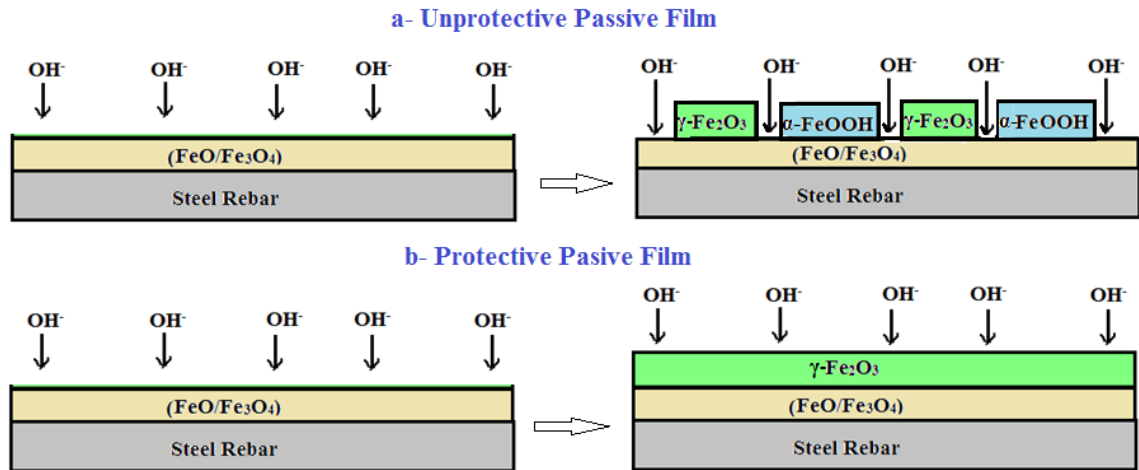 a- Unprotective Passive Film
OH- OH- OH- OH- OH-
(FeO/Fe₃O₄)
Steel Rebar
OH- OH- OH- OH- OH-
γ-Fe₂O₃ α-FeOOH γ-Fe₂O₃ α-FeOOH
(FeO/Fe₃O₄)
Steel Rebar
b- Protective Pasive Film
OH- OH- OH- OH- OH-
(FeO/Fe₃O₄)
Steel Rebar
OH- OH- OH- OH- OH-
γ-Fe₂O₃
(FeO/Fe₃O₄)
Steel Rebar